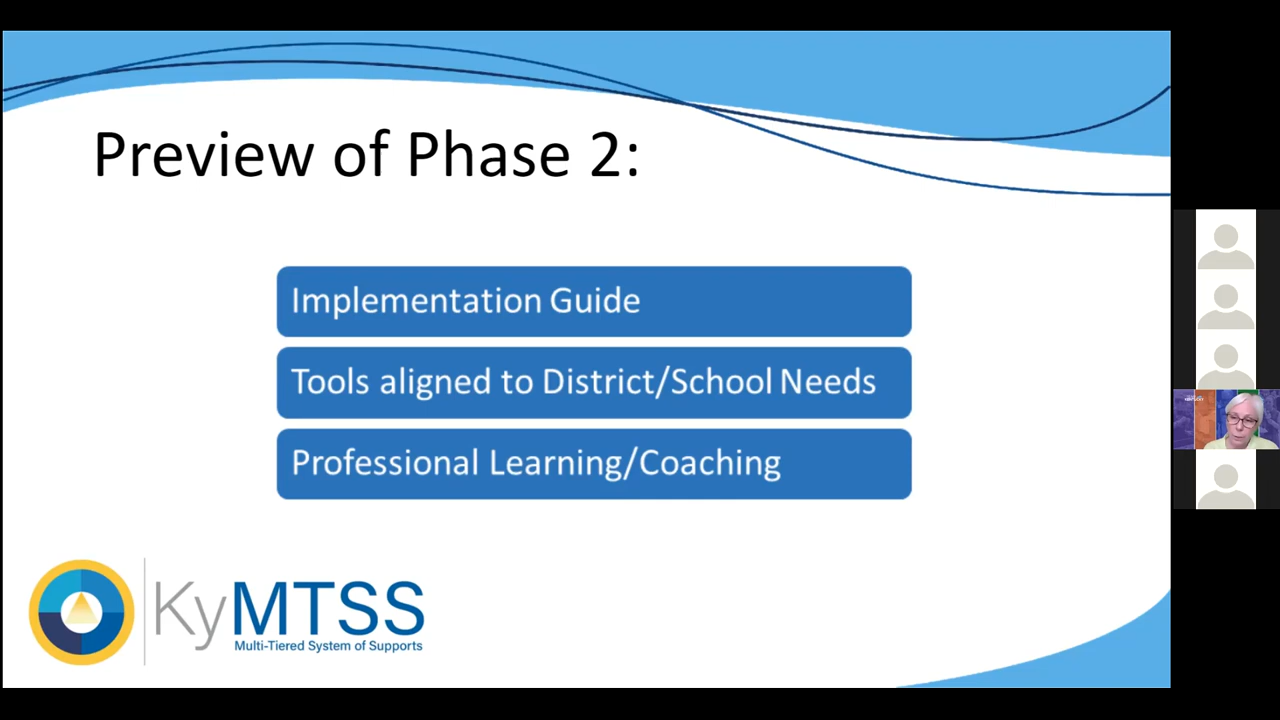 Preview of Phase 2:
Implementation Guide
Tools aligned to District/School Needs
Professional Learning/Coaching
KyMTSS
Multi-Tiered System of Supports